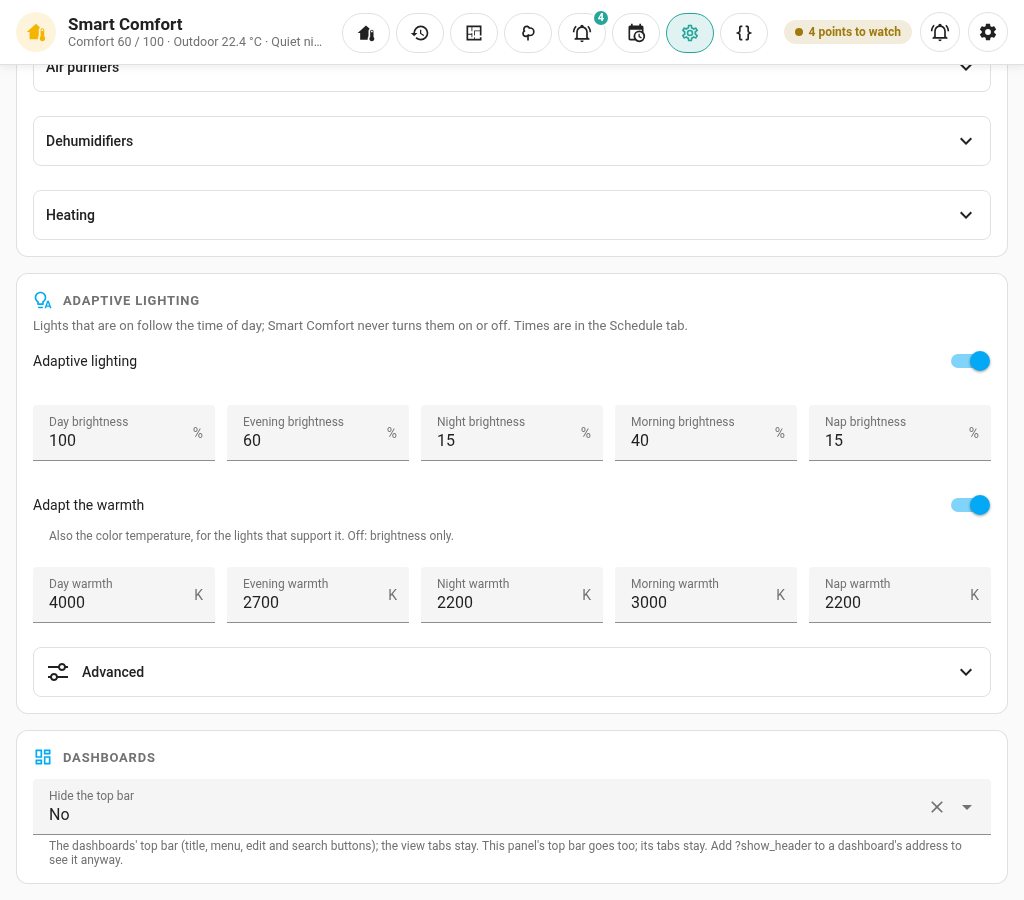 Smart Comfort
Comfort 60 / 100 · Outdoor 22.4 °C · Quiet ni...
4
4 points to watch
Air purifiers
Dehumidifiers
Heating
ADAPTIVE LIGHTING
Lights that are on follow the time of day; Smart Comfort never turns them on or off. Times are in the Schedule tab.
Adaptive lighting
Day brightness
100 %
Evening brightness
60 %
Night brightness
15 %
Morning brightness
40 %
Nap brightness
15 %
Adapt the warmth
Also the color temperature, for the lights that support it. Off: brightness only.
Day warmth
4000 K
Evening warmth
2700 K
Night warmth
2200 K
Morning warmth
3000 K
Nap warmth
2200 K
Advanced
DASHBOARDS
Hide the top bar
No
The dashboards' top bar (title, menu, edit and search buttons); the view tabs stay. This panel's top bar goes too; its tabs stay. Add ?show_header to a dashboard's address to
see it anyway.